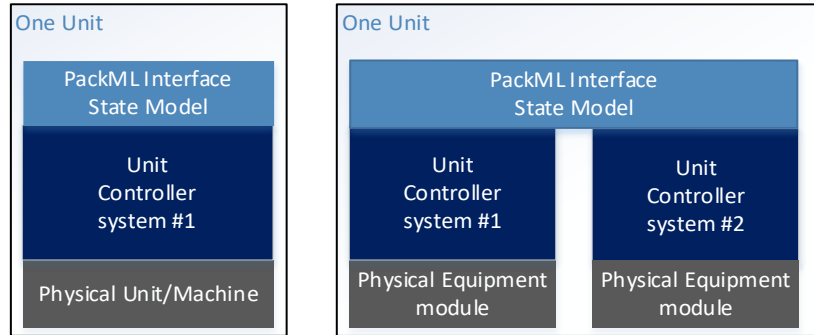 One Unit
PackML Interface
State Model
Unit
Controller
system #1
Physical Unit/Machine
One Unit
PackML Interface
State Model
Unit
Controller
system #1
Physical Equipment
module
Unit
Controller
system #2
Physical Equipment
module